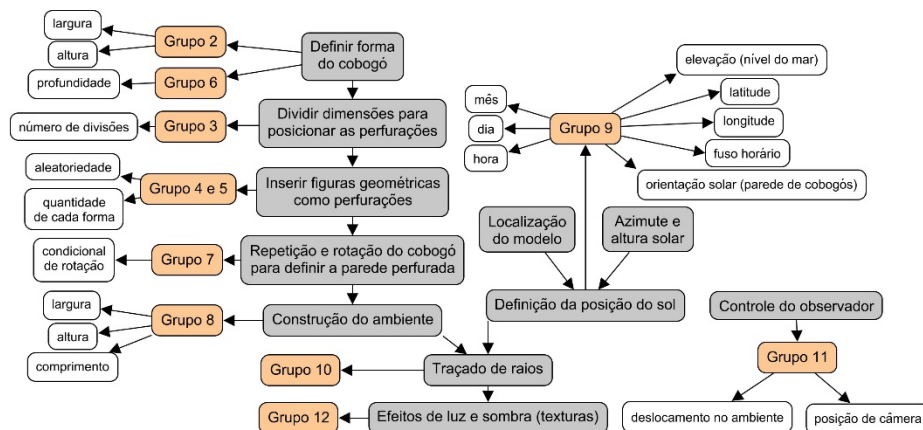 largura
altura
Grupo 2
Definir forma
do cobogó
profundidade
Grupo 6
número de divisões
Grupo 3
Dividir dimensões para
posicionar as perfurações
aleatoriedade
quantidade
de cada forma
Grupo 4 e 5
Inserir figuras geométricas
como perfurações
condicional
de rotação
Grupo 7
Repetição e rotação do cobogó
para definir a parede perfurada
largura
altura
comprimento
Grupo 8
Construção do ambiente
Grupo 10
Traçado de raios
Grupo 12
Efeitos de luz e sombra (texturas)
mês
dia
hora
Grupo 9
elevação (nível do mar)
latitude
longitude
fuso horário
orientação solar (parede de cobogós)
Localização
do modelo
Azimute e
altura solar
Definição da posição do sol
Controle do observador
Grupo 11
deslocamento no ambiente
posição de câmera